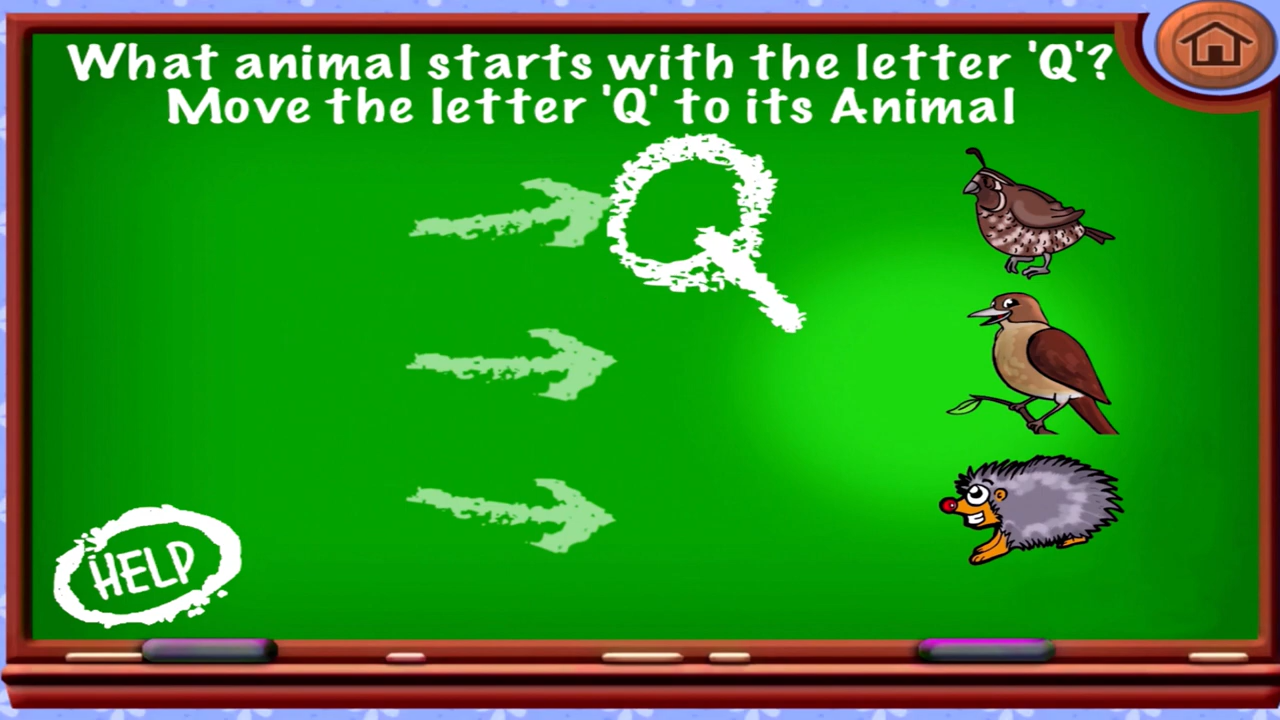 What animal starts with the letter 'Q'?
Move the letter 'Q' to its Animal
Q
HELP